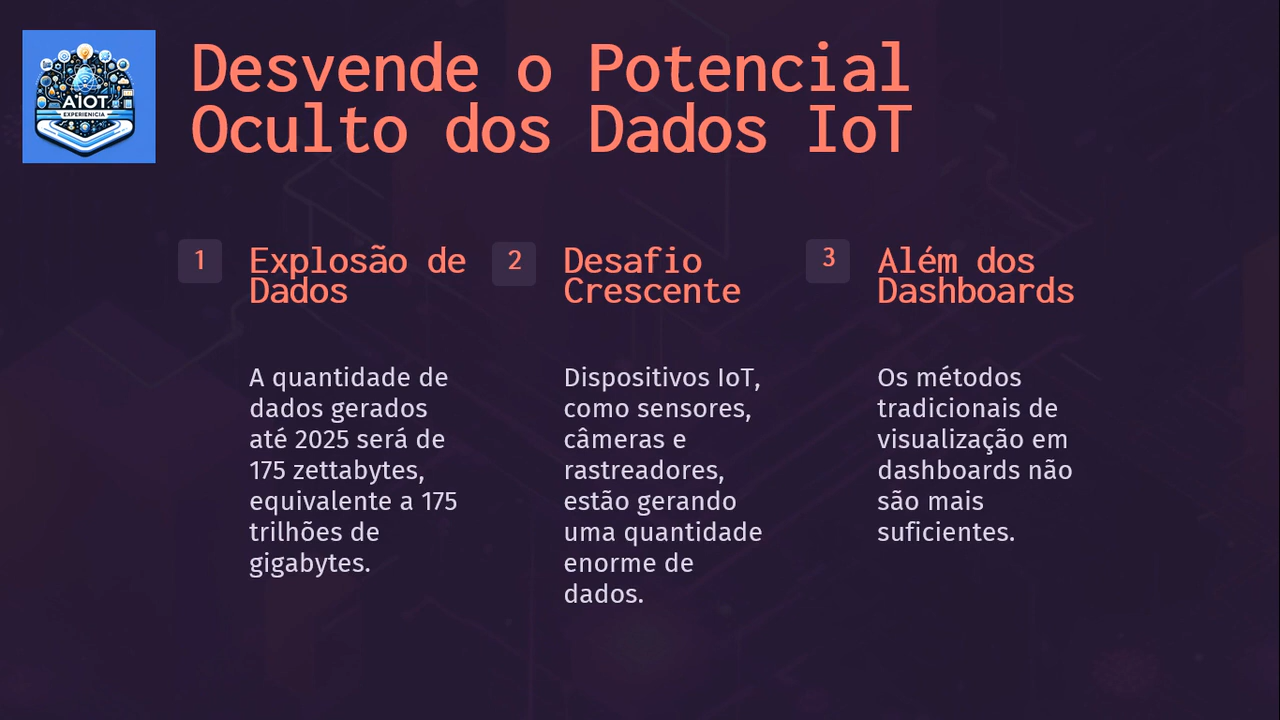 AIOT
EXPERIENICIA
Desvende o Potencial
Oculto dos Dados IoT
1
Explosão de
Dados
A quantidade de
dados gerados
até 2025 será de
175 zettabytes,
equivalente a 175
trilhões de
gigabytes.
2
Desafio
Crescente
Dispositivos IoT,
como sensores,
câmeras e
rastreadores,
estão gerando
uma quantidade
enorme de
dados.
3
Além dos
Dashboards
Os métodos
tradicionais de
visualização em
dashboards não
são mais
suficientes.